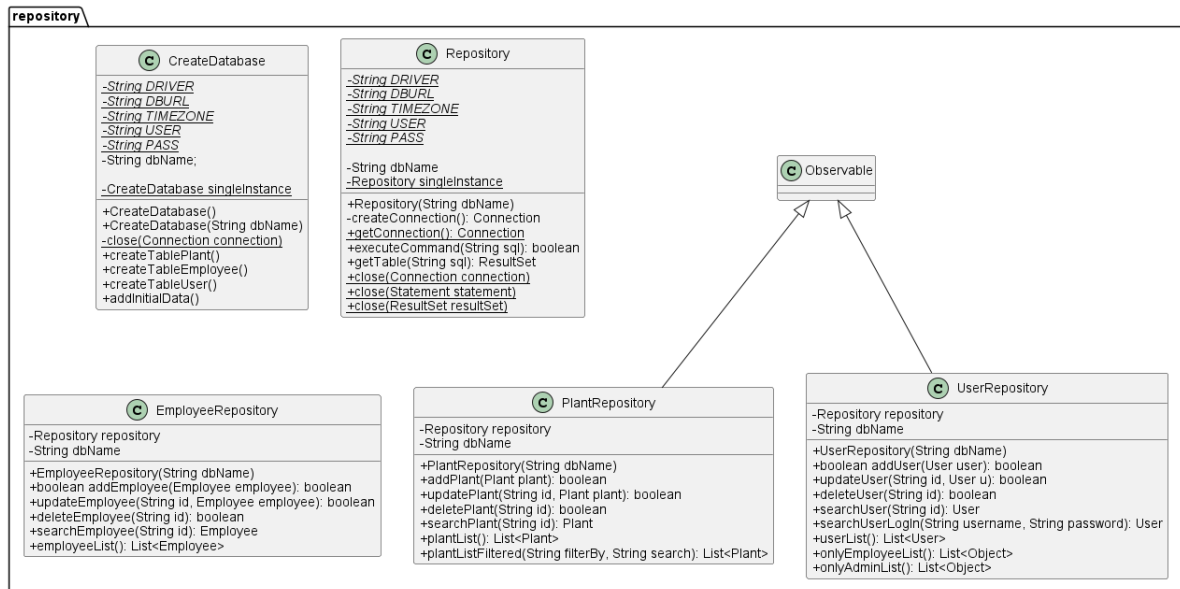 repository
C CreateDatabase
-String DRIVER
-String DBURL
-String TIMEZONE
-String USER
-String PASS
-String dbName;
-CreateDatabase singleInstance
+CreateDatabase()
+CreateDatabase(String dbName)
-close(Connection connection)
+createTablePlant()
+createTableEmployee()
+createTableUser()
+addInitialData()
C Repository
-String DRIVER
-String DBURL
-String TIMEZONE
-String USER
-String PASS
-String dbName
-Repository singleInstance
+Repository(String dbName)
-createConnection(): Connection
+getConnection(): Connection
+executeCommand(String sql): boolean
+getTable(String sql): ResultSet
+close(Connection connection)
+close(Statement statement)
+close(ResultSet resultSet)
C Observable
C EmployeeRepository
-Repository repository
-String dbName
+EmployeeRepository(String dbName)
+boolean addEmployee(Employee employee): boolean
+updateEmployee(String id, Employee employee): boolean
+deleteEmployee(String id): boolean
+searchEmployee(String id): Employee
+employeeList(): List<Employee>
C PlantRepository
-Repository repository
-String dbName
+PlantRepository(String dbName)
+addPlant(Plant plant): boolean
+updatePlant(String id, Plant plant): boolean
+deletePlant(String id): boolean
+searchPlant(String id): Plant
+plantList(): List<Plant>
+plantListFiltered(String filterBy, String search): List<Plant>
C UserRepository
-Repository repository
-String dbName
+UserRepository(String dbName)
+boolean addUser(User user): boolean
+updateUser(String id, User u): boolean
+deleteUser(String id): boolean
+searchUser(String id): User
+searchUserLogIn(String username, String password): User
+userList(): List<User>
+onlyEmployeeList(): List<Object>
+onlyAdminList(): List<Object>